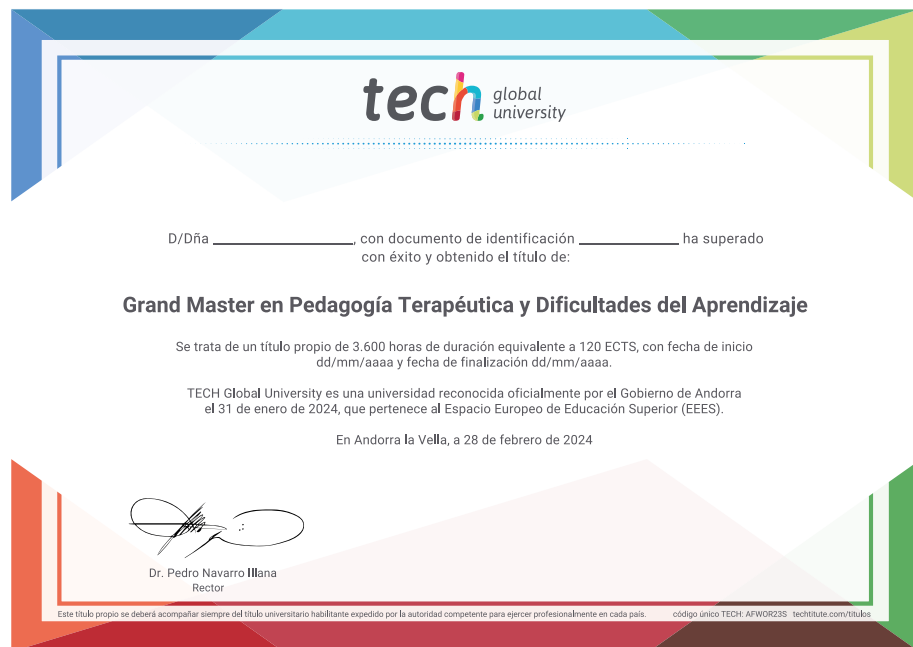 tech global university
D/Dña ____________________, con documento de identificación ______________ ha superado
con éxito y obtenido el título de:
Grand Master en Pedagogía Terapéutica y Dificultades del Aprendizaje
Se trata de un título propio de 3.600 horas de duración equivalente a 120 ECTS, con fecha de inicio
dd/mm/aaaa y fecha de finalización dd/mm/aaaa.
TECH Global University es una universidad reconocida oficialmente por el Gobierno de Andorra
el 31 de enero de 2024, que pertenece al Espacio Europeo de Educación Superior (EEES).
En Andorra la Vella, a 28 de febrero de 2024
Dr. Pedro Navarro Illana
Rector
Este título propio se deberá acompañar siempre del título universitario habilitante expedido por la autoridad competente para ejercer profesionalmente en cada país. código único TECH: AFWOR23S techtitute.com/titulos